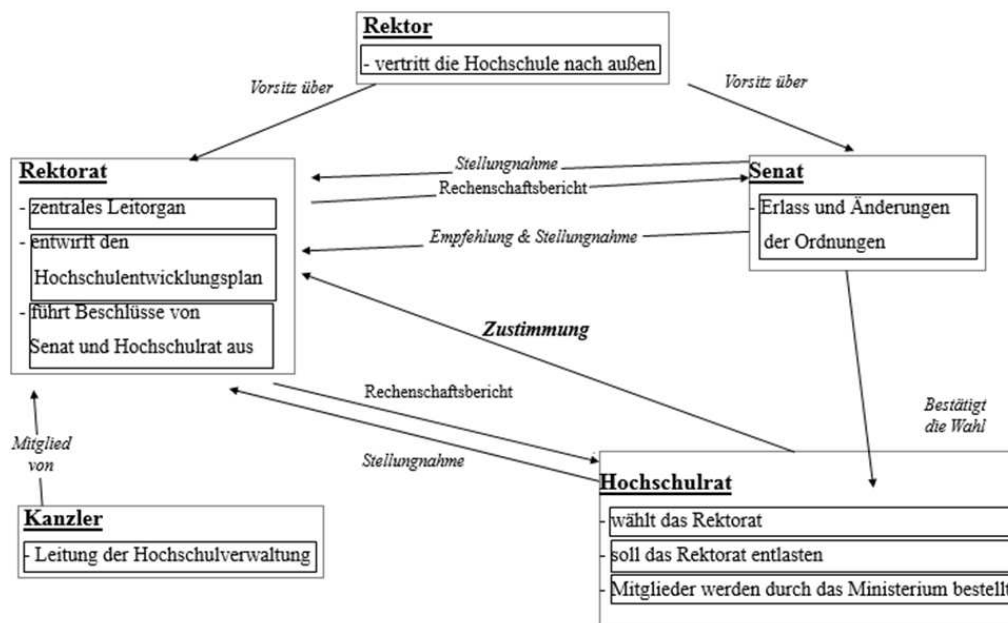 Rektor
- vertritt die Hochschule nach außen
Vorsitz über
Vorsitz über
Rektorat
- zentrales Leitorgan
- entwirft den
Hochschulentwicklungsplan
- führt Beschlüsse von
Senat und Hochschulrat aus
Stellungnahme
Rechenschaftsbericht
Empfehlung & Stellungnahme
Senat
- Erlass und Änderungen
der Ordnungen
Zustimmung
Rechenschaftsbericht
Stellungnahme
Bestätigt
die Wahl
Mitglied
von
Kanzler
- Leitung der Hochschulverwaltung
Hochschulrat
- wählt das Rektorat
- soll das Rektorat entlasten
- Mitglieder werden durch das Ministerium bestellt